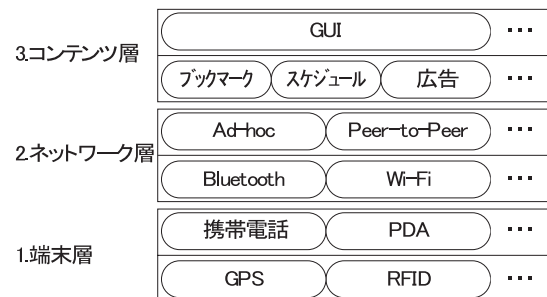 GUI …
3.コンテンツ層
ブックマーク スケジュール 広告 …
Ad-hoc Peer-to-Peer …
2.ネットワーク層
Bluetooth Wi-Fi …
携帯電話 PDA …
1.端末層
GPS RFID …